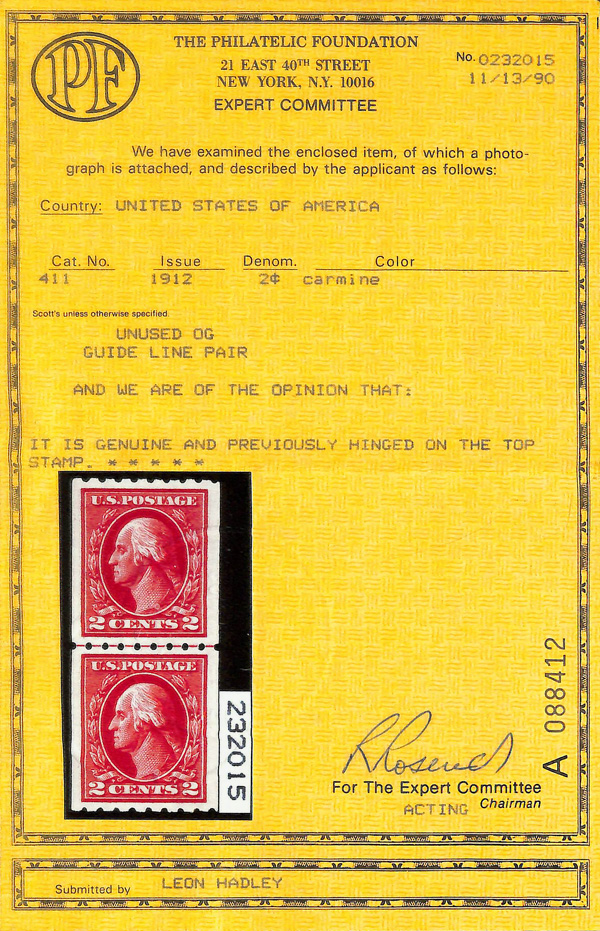 PF
THE PHILATELIC FOUNDATION
21 EAST 40TH STREET
NEW YORK, N.Y. 10016
EXPERT COMMITTEE
No. 0232015
11/13/90
We have examined the enclosed item, of which a photo-
graph is attached, and described by the applicant as follows:
Country: UNITED STATES OF AMERICA
Cat. No. Issue Denom. Color
411 1912 2¢ carmine
Scott's unless otherwise specified.
UNUSED OG
GUIDE LINE PAIR
AND WE ARE OF THE OPINION THAT:
IT IS GENUINE AND PREVIOUSLY HINGED ON THE TOP
STAMP. * * * * *
U.S. POSTAGE
2 CENTS 2
U.S. POSTAGE
2 CENTS 2
232015
A 088412
For The Expert Committee
ACTING Chairman
Submitted by LEON HADLEY